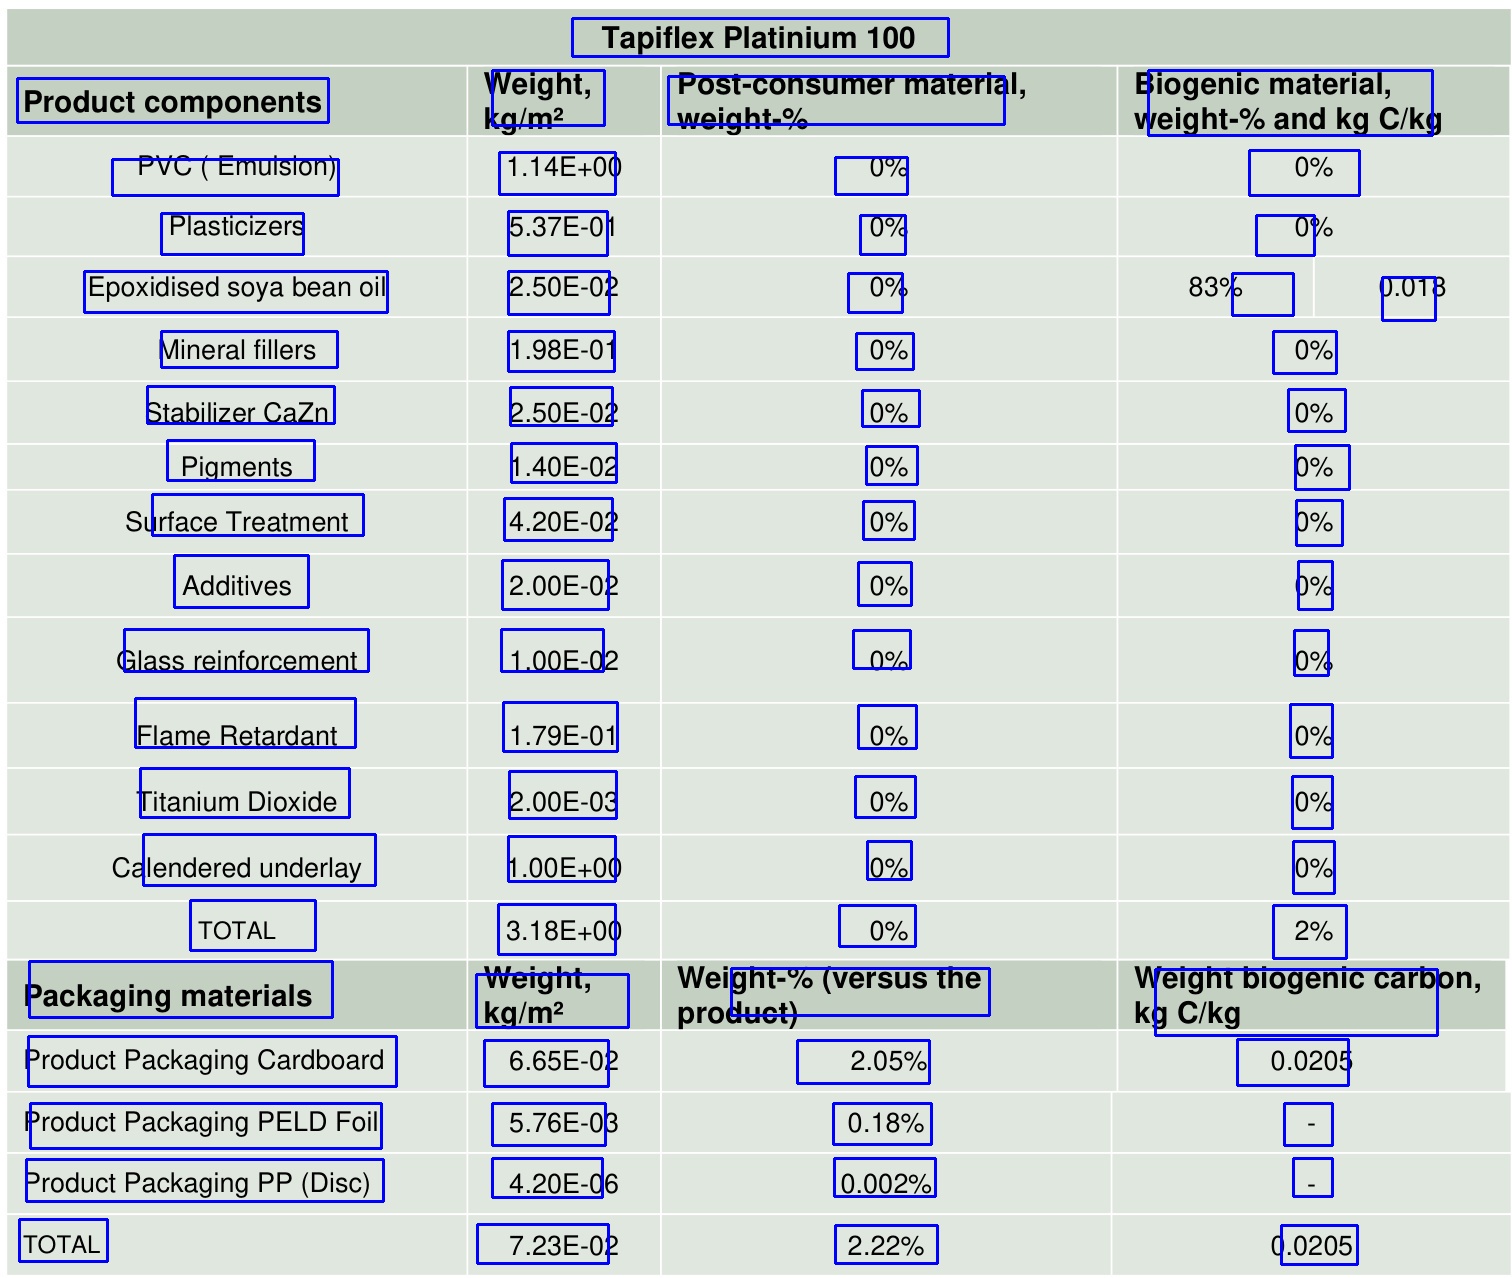 Tapiflex Platinium 100
Product components Weight, kg/m² Post-consumer material, weight-% Biogenic material, weight-% and kg C/kg
PVC ( Emulsion) 1.14E+00 0% 0%
Plasticizers 5.37E-01 0% 0%
Epoxidised soya bean oil 2.50E-02 0% 83% 0.018
Mineral fillers 1.98E-01 0% 0%
Stabilizer CaZn 2.50E-02 0% 0%
Pigments 1.40E-02 0% 0%
Surface Treatment 4.20E-02 0% 0%
Additives 2.00E-02 0% 0%
Glass reinforcement 1.00E-02 0% 0%
Flame Retardant 1.79E-01 0% 0%
Titanium Dioxide 2.00E-03 0% 0%
Calendered underlay 1.00E+00 0% 0%
TOTAL 3.18E+00 0% 2%
Packaging materials Weight, kg/m² Weight-% (versus the product) Weight biogenic carbon, kg C/kg
Product Packaging Cardboard 6.65E-02 2.05% 0.0205
Product Packaging PELD Foil 5.76E-03 0.18% -
Product Packaging PP (Disc) 4.20E-06 0.002% -
TOTAL 7.23E-02 2.22% 0.0205